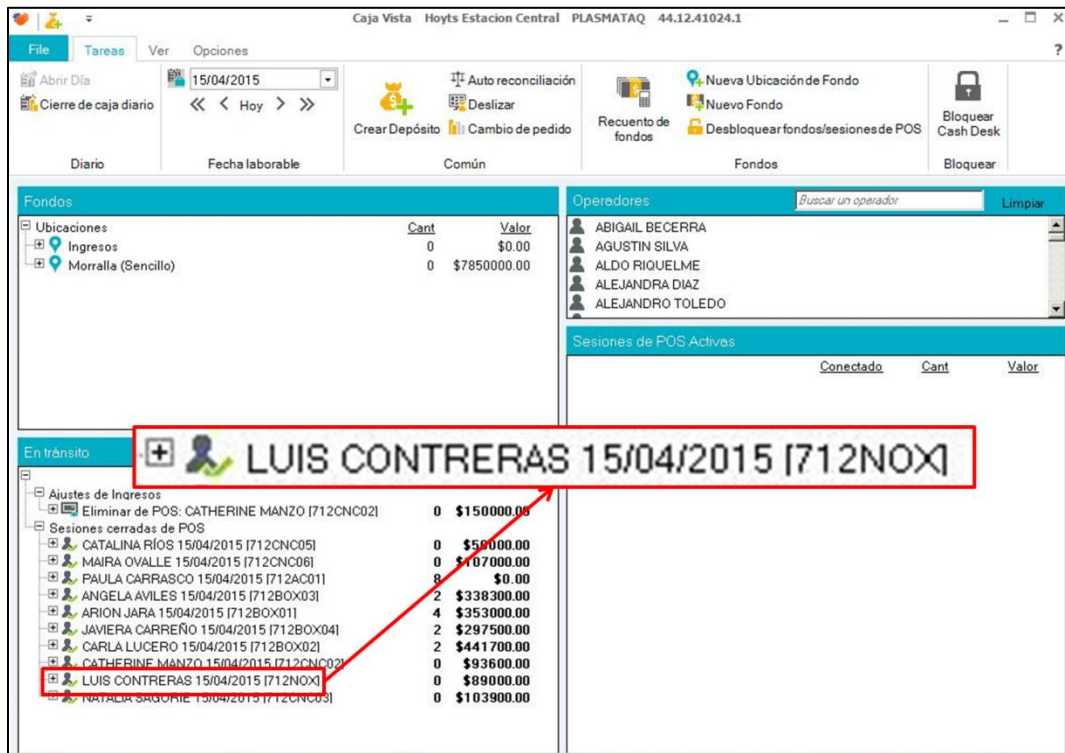 Caja Vista Hoyts Estacion Central PLASMATAQ 44.12.41024.1
File Tareas Ver Opciones ?
Abrir Día
Cierre de caja diario
Diario
15/04/2015
Hoy
Fecha laborable
Crear Depósito
Auto reconciliación
Deslizar
Cambio de pedido
Común
Recuento de
fondos
Nueva Ubicación de Fondo
Nuevo Fondo
Desbloquear fondos/sesiones de POS
Fondos
Bloquear
Cash Desk
Bloquear
Fondos
Ubicaciones Cant Valor
Ingresos 0 $0.00
Morralla (Sencillo) 0 $7850000.00
Operadores Buscar un operador Limpiar
ABIGAIL BECERRA
AGUSTIN SILVA
ALDO RIQUELME
ALEJANDRA DIAZ
ALEJANDRO TOLEDO
Sesiones de POS Activas
Conectado Cant Valor
En tránsito
LUIS CONTRERAS 15/04/2015 [712NOX]
Ajustes de Ingresos
Eliminar de POS: CATHERINE MANZO [712CNC02] 0 $150000.00
Sesiones cerradas de POS
CATALINA RÍOS 15/04/2015 [712CNC05] 0
MAIRA OVALLE 15/04/2015 [712CNC06] 0 $107000.00
PAULA CARRASCO 15/04/2015 [712AC01] 8 $0.00
ANGELA AVILES 15/04/2015 [712BOX03] 2 $338300.00
ARION JARA 15/04/2015 [712BOX01] 4 $353000.00
JAVIERA CARREÑO 15/04/2015 [712BOX04] 2 $297500.00
CARLA LUCERO 15/04/2015 [712BOX02] 2 $441700.00
CATHERINE MANZO 15/04/2015 [712CNC02] 0 $93600.00
LUIS CONTRERAS 15/04/2015 [712NOX] 0 $89000.00
NATALIA SAGURIE 15/04/2015 [712CNC03] 0 $103900.00